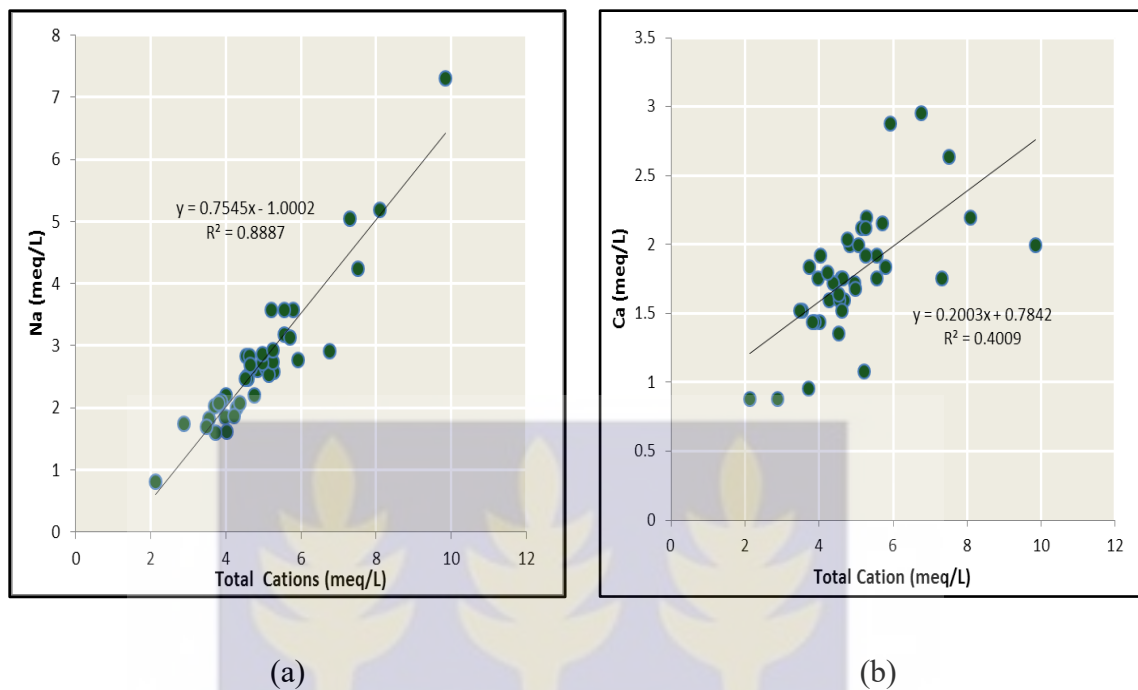 8
7
6
5
4
3
2
1
0
Na (meq/L)
y = 0.7545x - 1.0002
R² = 0.8887
0 2 4 6 8 10 12
Total Cations (meq/L)
(a)
3.5
3
2.5
2
1.5
1
0.5
0
Ca (meq/L)
y = 0.2003x + 0.7842
R² = 0.4009
0 2 4 6 8 10 12
Total Cation (meq/L)
(b)